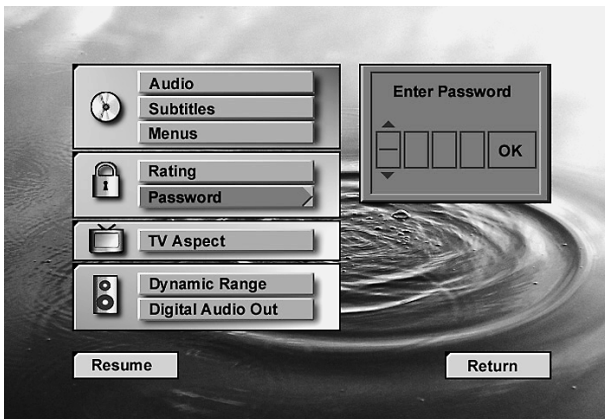 Audio
Subtitles
Menus
Rating
Password
TV Aspect
Dynamic Range
Digital Audio Out
Enter Password
OK
Resume
Return